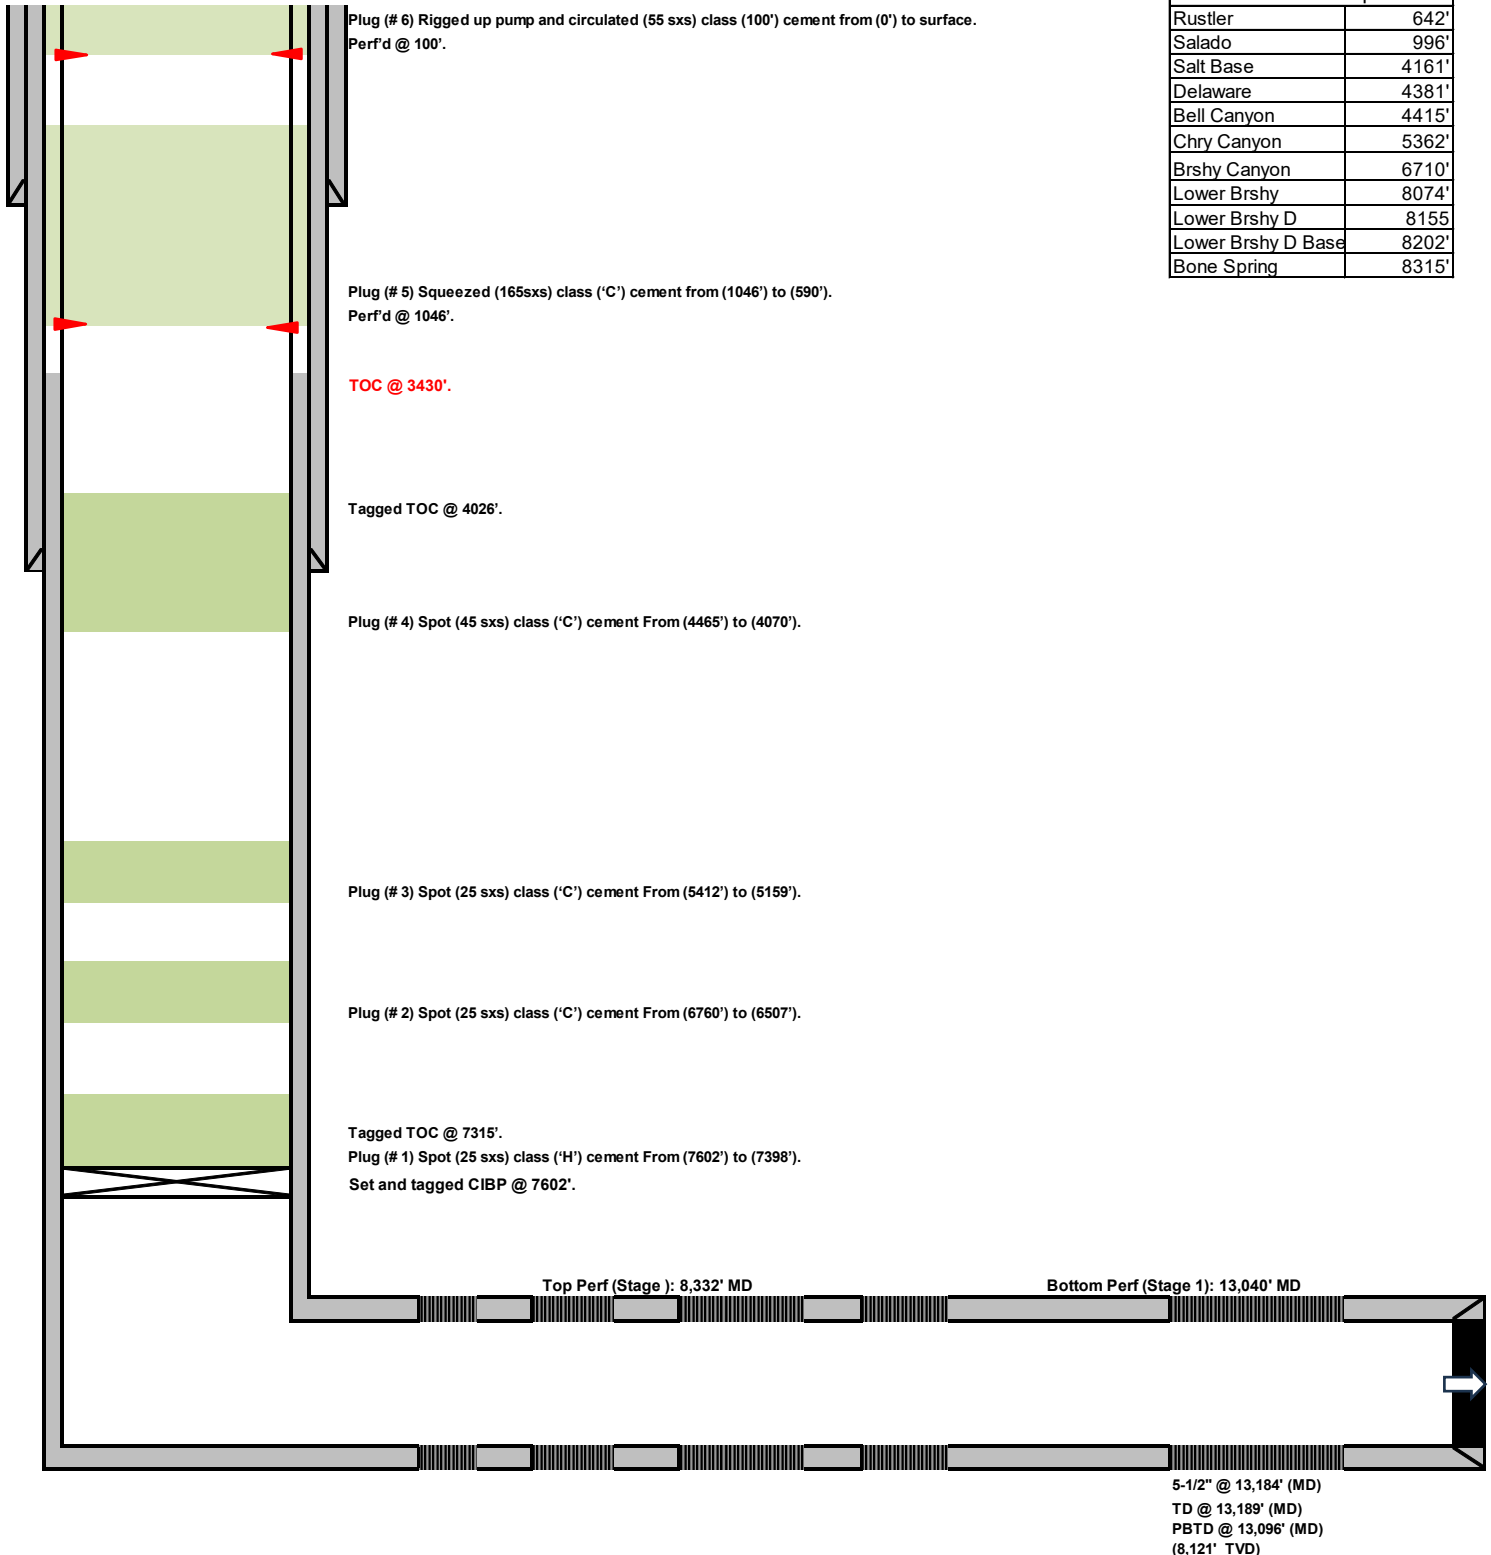 Plug (# 6) Rigged up pump and circulated (55 sxs) class (100') cement from (0') to surface.
Perf'd @ 100’.
Rustler 642'
Salado 996'
Salt Base 4161'
Delaware 4381'
Bell Canyon 4415'
Chry Canyon 5362'
Brshy Canyon 6710'
Lower Brshy 8074'
Lower Brshy D 8155
Lower Brshy D Base 8202'
Bone Spring 8315'
Plug (# 5) Squeezed (165sxs) class (‘C’) cement from (1046’) to (590’).
Perf’d @ 1046’.
TOC @ 3430'.
Tagged TOC @ 4026’.
Plug (# 4) Spot (45 sxs) class (‘C’) cement From (4465’) to (4070’).
Plug (# 3) Spot (25 sxs) class (‘C’) cement From (5412’) to (5159’).
Plug (# 2) Spot (25 sxs) class (‘C’) cement From (6760’) to (6507’).
Tagged TOC @ 7315’.
Plug (# 1) Spot (25 sxs) class (‘H’) cement From (7602’) to (7398’).
Set and tagged CIBP @ 7602'.
Top Perf (Stage ): 8,332' MD
Bottom Perf (Stage 1): 13,040' MD
5-1/2" @ 13,184' (MD)
TD @ 13,189' (MD)
PBTD @ 13,096' (MD)
(8,121' TVD)